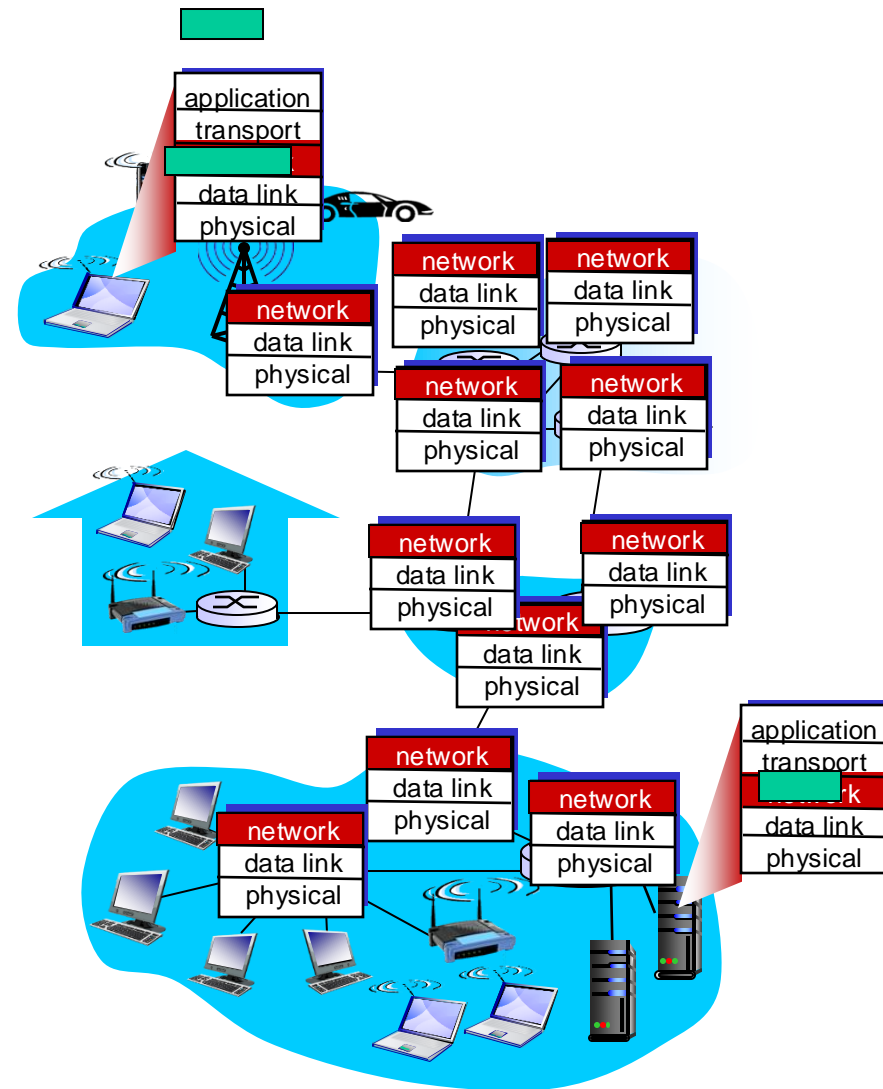 application
transport
data link
physical
network
data link
physical
network
data link
physical
network
data link
physical
network
data link
physical
network
data link
physical
network
data link
physical
network
data link
physical
network
data link
physical
application
transport
network
data link
physical
network
data link
physical
network
data link
physical
network
data link
physical